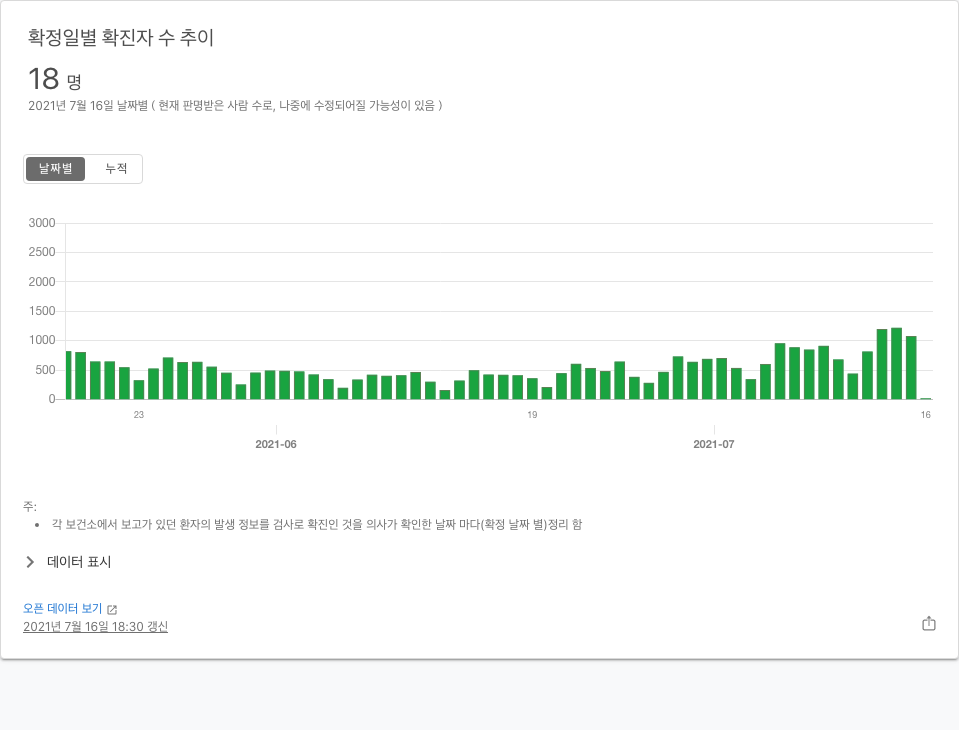 확정일별 확진자 수 추이
18 명
2021년 7월 16일 날짜별 ( 현재 판명받은 사람 수로, 나중에 수정되어질 가능성이 있음 )
날짜별 누적
3000
2500
2000
1500
1000
500
0
23 19 16
2021-06 2021-07
주:
• 각 보건소에서 보고가 있던 환자의 발생 정보를 검사로 확진인 것을 의사가 확인한 날짜 마다(확정 날짜 별)정리 함
데이터 표시
오픈 데이터 보기
2021년 7월 16일 18:30 갱신